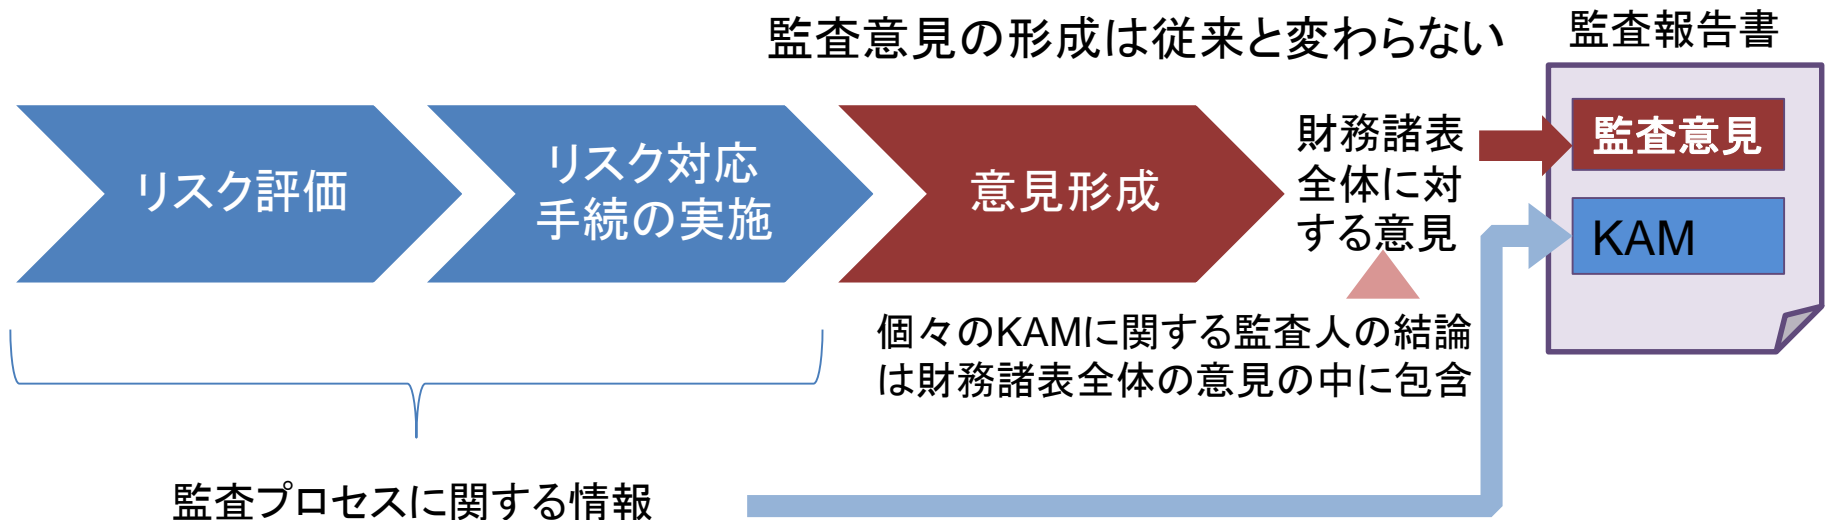 監査意見の形成は従来と変わらない
監査報告書
リスク評価
リスク対応
手続の実施
意見形成
財務諸表
全体に対
する意見
監査意見
KAM
個々のKAMに関する監査人の結論
は財務諸表全体の意見の中に包含
監査プロセスに関する情報